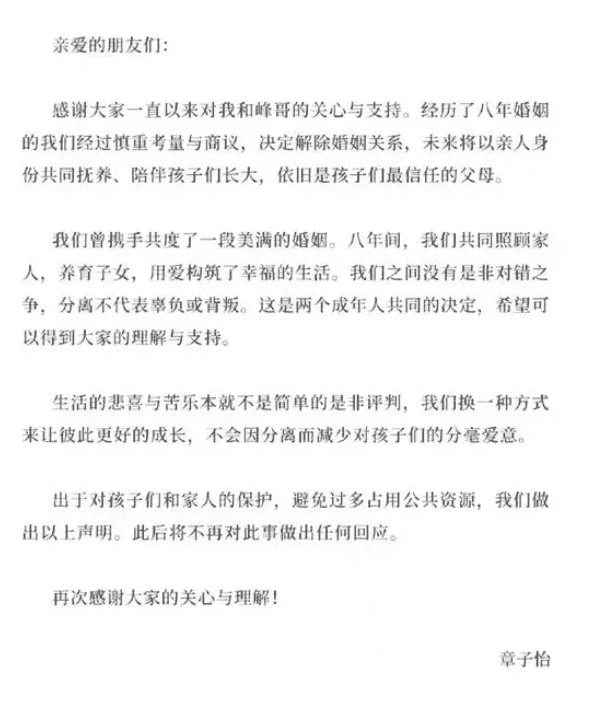 亲爱的朋友们:
感谢大家一直以来对我和峰哥的关心与支持。经历了八年婚姻
的我们经过慎重考量与商议，决定解除婚姻关系，未来将以亲人身
份共同抚养、陪伴孩子们长大，依旧是孩子们最信任的父母。
我们曾携手共度了一段美满的婚姻。八年间，我们共同照顾家
人，养育子女，用爱构筑了幸福的生活。我们之间没有是非对错之
争，分离不代表辜负或背叛。这是两个成年人共同的决定，希望可
以得到大家的理解与支持。
生活的悲喜与苦乐本就不是简单的是非评判，我们换一种方式
来让彼此更好的成长，不会因分离而减少对孩子们的分毫爱意。
出于对孩子们和家人的保护，避免过多占用公共资源，我们做
出以上声明。此后将不再对此事做出任何回应。
再次感谢大家的关心与理解！
章子怡